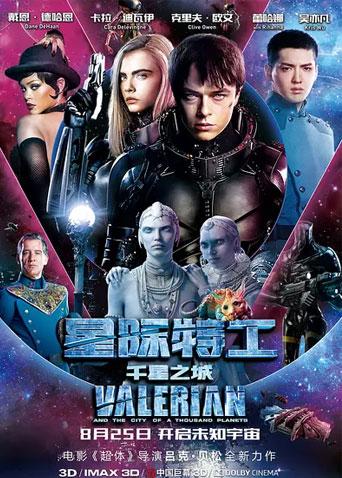 戴恩·德哈恩 卡拉·迪瓦伊 克里夫·欧文 蕾哈娜 吴亦凡
Dane DeHaan Cara Delevingne Clive Owen with Rihanna Kris Wu
星际特工
千星之城
VALERIAN
AND THE CITY OF A THOUSAND PLANETS
8月25日 开启未知宇宙
电影《超体》导演吕克·贝松全新力作
3D / IMAX 3D / 中国巨幕 3D / DOLBY CINEMA